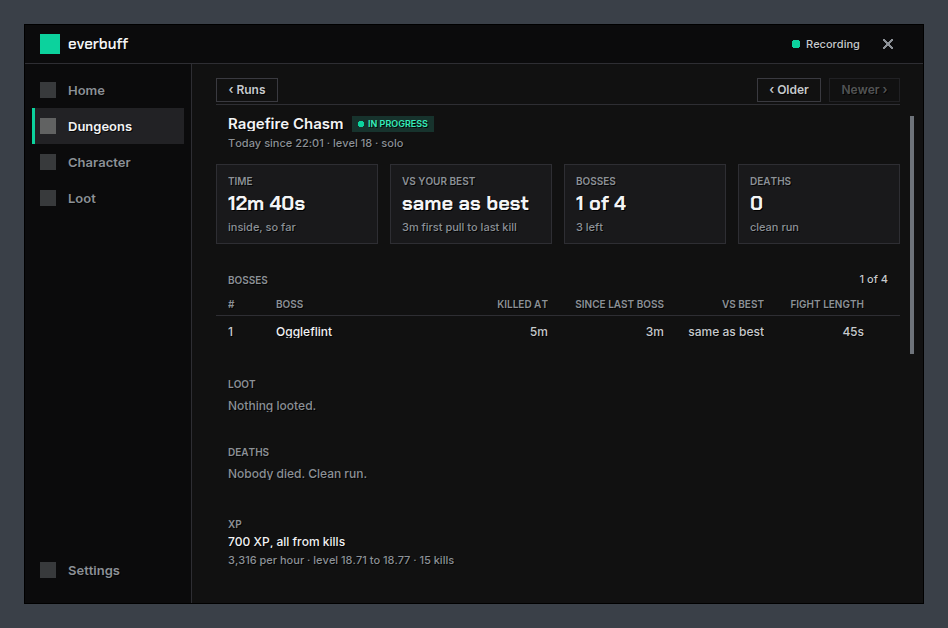 everbuff
Recording
Home
Dungeons
Character
Loot
Settings
‹ Runs
‹ Older
Newer ›
Ragefire Chasm
IN PROGRESS
Today since 22:01 · level 18 · solo
TIME
12m 40s
inside, so far
VS YOUR BEST
same as best
3m first pull to last kill
BOSSES
1 of 4
3 left
DEATHS
0
clean run
BOSSES
1 of 4
# BOSS KILLED AT SINCE LAST BOSS VS BEST FIGHT LENGTH
1 Oggleflint 5m 3m same as best 45s
LOOT
Nothing looted.
DEATHS
Nobody died. Clean run.
XP
700 XP, all from kills
3,316 per hour · level 18.71 to 18.77 · 15 kills